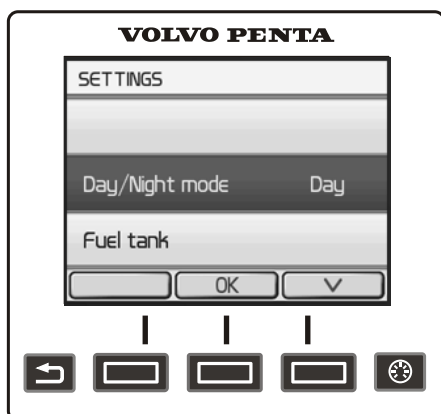 VOLVO PENTA
SETTINGS
Day/Night mode Day
Fuel tank
OK